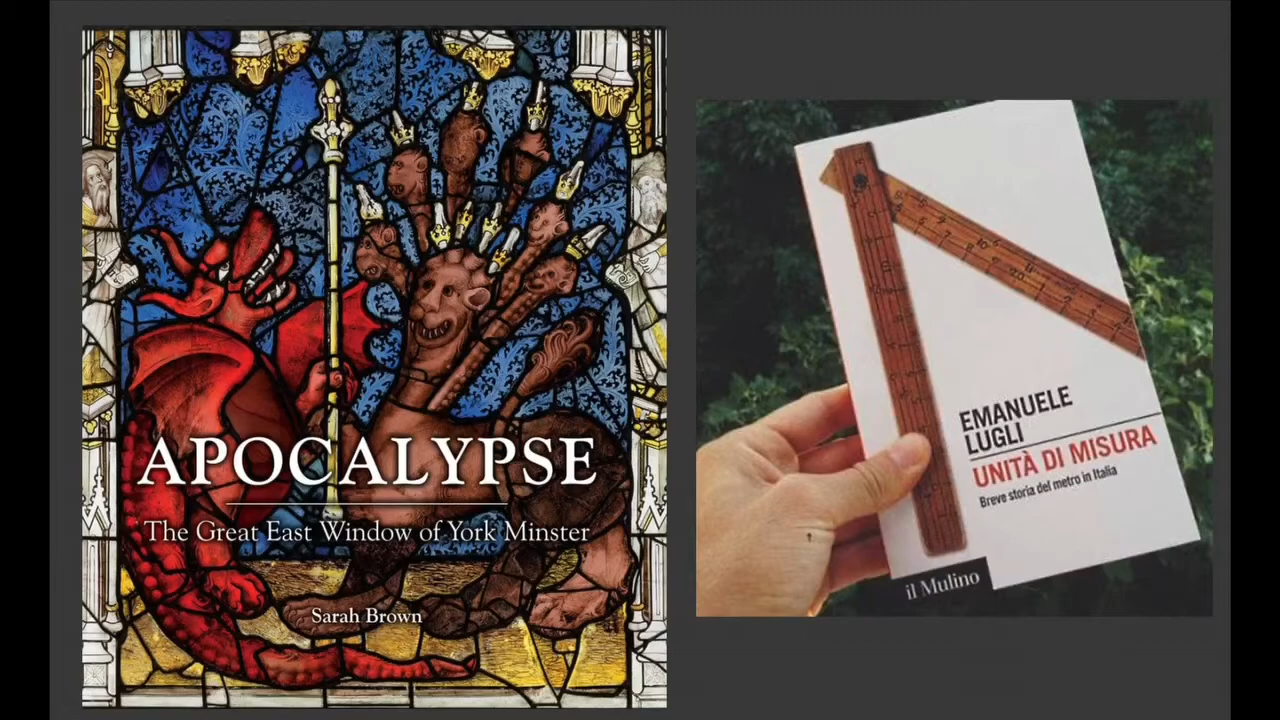 APOCALYPSE
The Great East Window of York Minster
Sarah Brown
EMANUELE
LUGLI
UNITÀ DI MISURA
Breve storia del metro in Italia
il Mulino